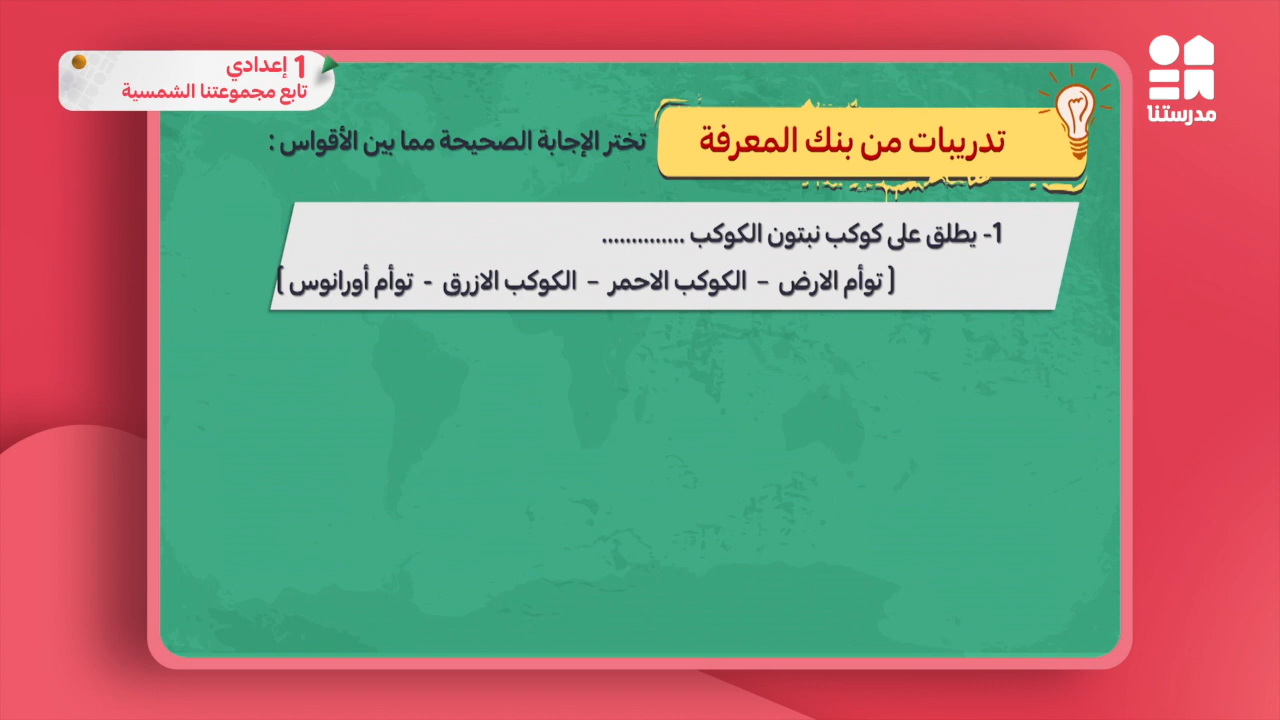 1 إعدادي
تابع مجموعتنا الشمسية
مدرستنا
تدريبات من بنك المعرفة
تختر الإجابة الصحيحة مما بين الأقواس :
1- يطلق على كوكب نبتون الكوكب ..............
[ توأم الارض – الكوكب الاحمر – الكوكب الازرق - توأم أورانوس ]